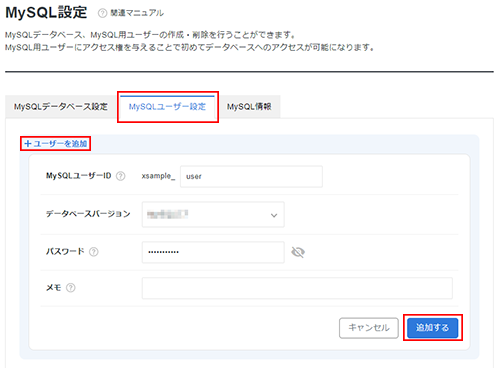 MySQL設定 ? 関連マニュアル
MySQLデータベース、MySQL用ユーザーの作成・削除を行うことができます。
MySQL用ユーザーにアクセス権を与えることで初めてデータベースへのアクセスが可能になります。
MySQLデータベース設定 MySQLユーザー設定 MySQL情報
+ユーザーを追加
MySQLユーザーID ? xsample_ user
データベースバージョン
パスワード ? •••••••••••
メモ ?
キャンセル 追加する